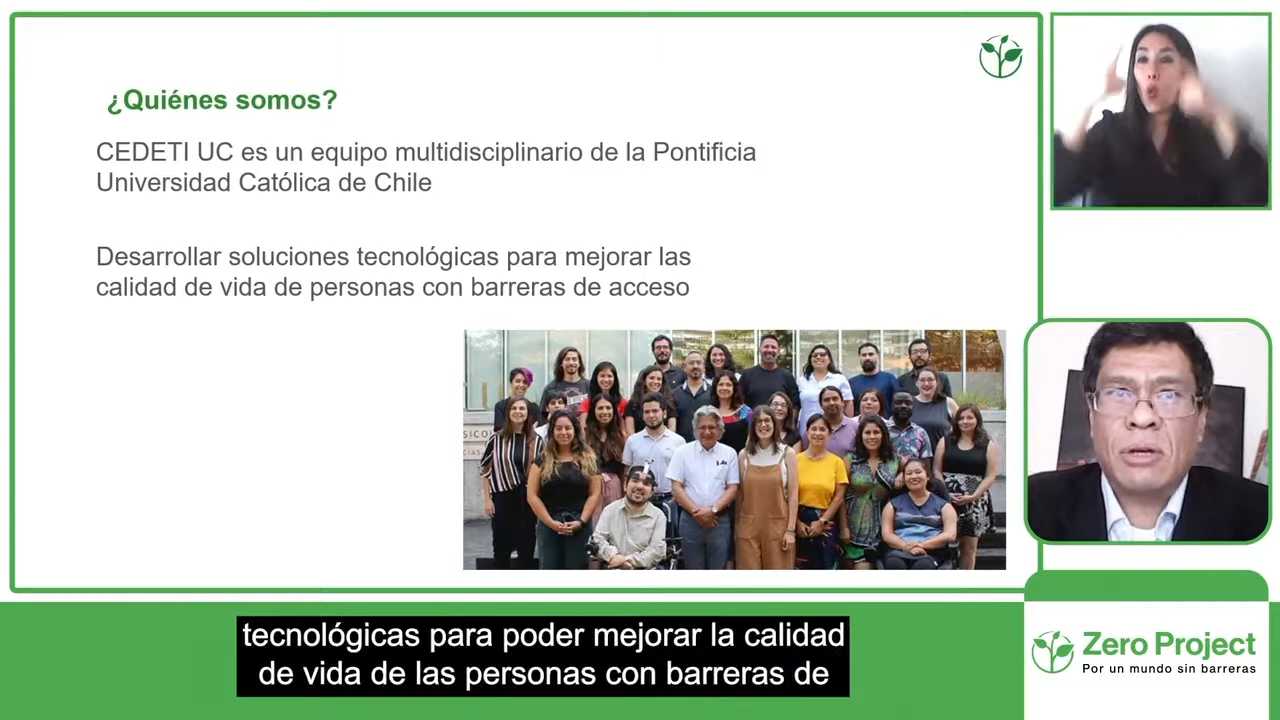 ¿Quiénes somos?
CEDETI UC es un equipo multidisciplinario de la Pontificia
Universidad Católica de Chile
Desarrollar soluciones tecnológicas para mejorar las
calidad de vida de personas con barreras de acceso
tecnológicas para poder mejorar la calidad
de vida de las personas con barreras de
Zero Project
Por un mundo sin barreras